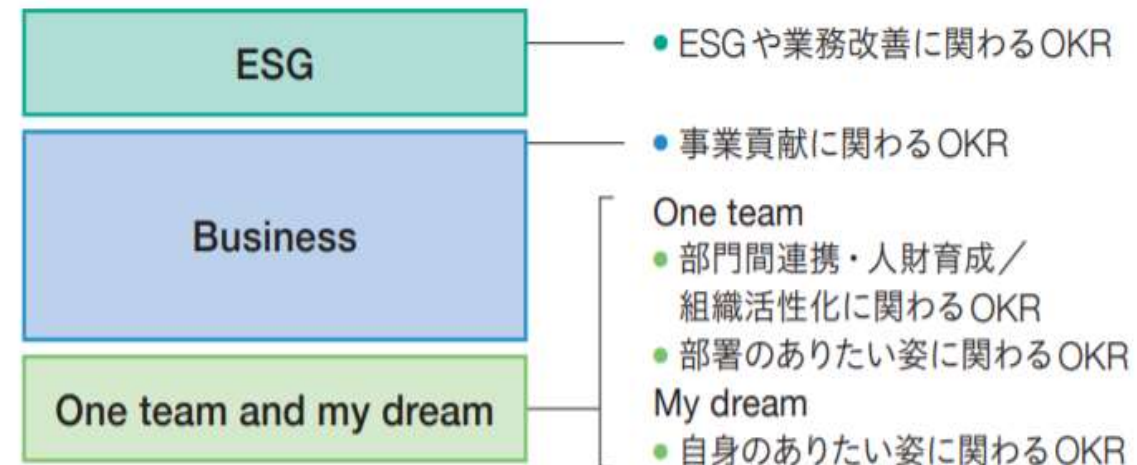 ESG
● ESGや業務改善に関わるOKR
Business
● 事業貢献に関わるOKR
One team and my dream
One team
● 部門間連携・人財育成／
組織活性化に関わるOKR
● 部署のありたい姿に関わるOKR
My dream
● 自身のありたい姿に関わるOKR